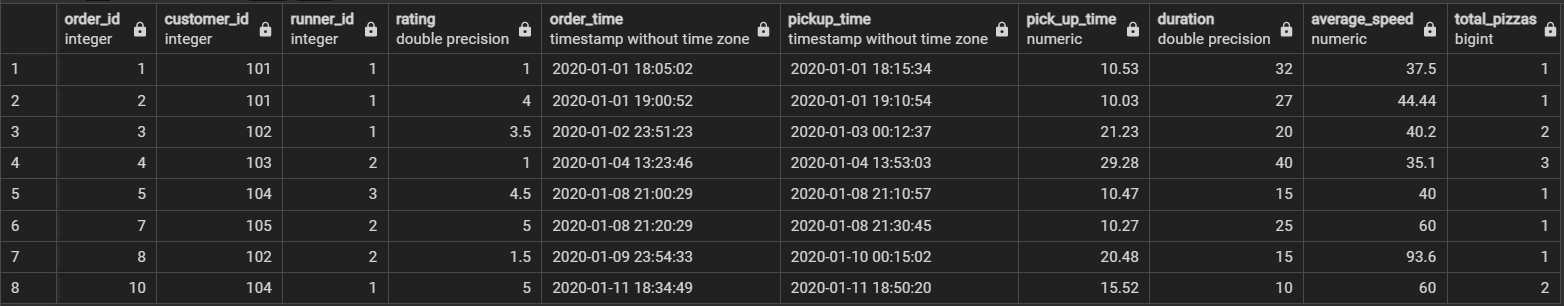 order_id customer_id runner_id rating order_time pickup_time pick_up_time duration average_speed total_pizzas
integer integer integer double precision timestamp without time zone timestamp without time zone numeric double precision numeric bigint
1 1 101 1 1 2020-01-01 18:05:02 2020-01-01 18:15:34 10.53 32 37.5 1
2 2 101 1 4 2020-01-01 19:00:52 2020-01-01 19:10:54 10.03 27 44.44 1
3 3 102 1 3.5 2020-01-02 23:51:23 2020-01-03 00:12:37 21.23 20 40.2 2
4 4 103 2 1 2020-01-04 13:23:46 2020-01-04 13:53:03 29.28 40 35.1 3
5 5 104 3 4.5 2020-01-08 21:00:29 2020-01-08 21:10:57 10.47 15 40 1
6 7 105 2 5 2020-01-08 21:20:29 2020-01-08 21:30:45 10.27 25 60 1
7 8 102 2 1.5 2020-01-09 23:54:33 2020-01-10 00:15:02 20.48 15 93.6 1
8 10 104 1 5 2020-01-11 18:34:49 2020-01-11 18:50:20 15.52 10 60 2